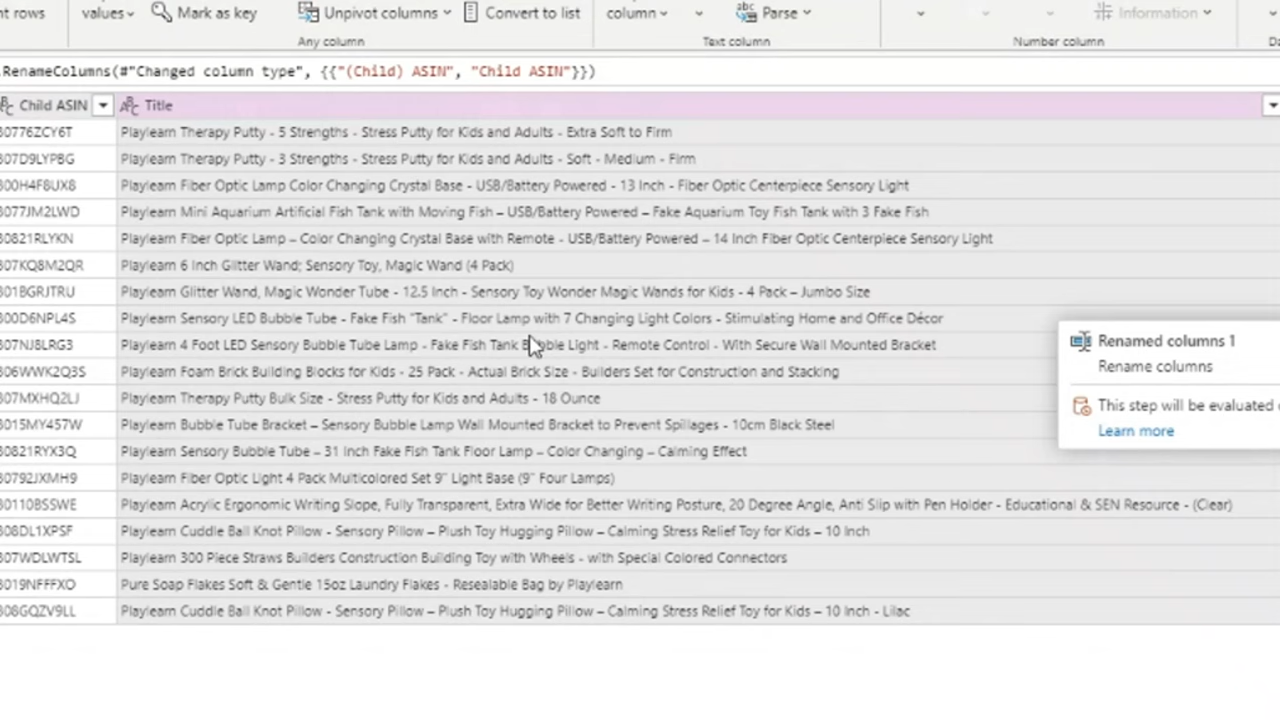 nt rows
values
Mark as key
Unpivot columns
Convert to list
column
Parse
Information
Any column
Text column
Number column
RenameColumns(#"Changed column type", {{"(Child) ASIN", "Child ASIN"}})
Child ASIN Title
Playlearn Therapy Putty - 5 Strengths - Stress Putty for Kids and Adults - Extra Soft to Firm
Playlearn Therapy Putty - 3 Strengths - Stress Putty for Kids and Adults - Soft - Medium - Firm
Playlearn Fiber Optic Lamp Color Changing Crystal Base - USB/Battery Powered - 13 Inch - Fiber Optic Centerpiece Sensory Light
Playlearn Mini Aquarium Artificial Fish Tank with Moving Fish – USB/Battery Powered – Fake Aquarium Toy Fish Tank with 3 Fake Fish
Playlearn Fiber Optic Lamp – Color Changing Crystal Base with Remote - USB/Battery Powered – 14 Inch Fiber Optic Centerpiece Sensory Light
Playlearn 6 Inch Glitter Wand; Sensory Toy, Magic Wand (4 Pack)
Playlearn Glitter Wand, Magic Wonder Tube - 12.5 Inch - Sensory Toy Wonder Magic Wands for Kids - 4 Pack – Jumbo Size
Playlearn Sensory LED Bubble Tube - Fake Fish "Tank" - Floor Lamp with 7 Changing Light Colors - Stimulating Home and Office Décor
Playlearn 4 Foot LED Sensory Bubble Tube Lamp - Fake Fish Tank Bubble Light - Remote Control - With Secure Wall Mounted Bracket
Playlearn Foam Brick Building Blocks for Kids - 25 Pack - Actual Brick Size - Builders Set for Construction and Stacking
Playlearn Therapy Putty Bulk Size - Stress Putty for Kids and Adults - 18 Ounce
Playlearn Bubble Tube Bracket – Sensory Bubble Lamp Wall Mounted Bracket to Prevent Spillages - 10cm Black Steel
Playlearn Sensory Bubble Tube – 31 Inch Fake Fish Tank Floor Lamp – Color Changing – Calming Effect
Playlearn Fiber Optic Light 4 Pack Multicolored Set 9" Light Base (9" Four Lamps)
Playlearn Acrylic Ergonomic Writing Slope, Fully Transparent, Extra Wide for Better Writing Posture, 20 Degree Angle, Anti Slip with Pen Holder - Educational & SEN Resource - (Clear)
Playlearn Cuddle Ball Knot Pillow - Sensory Pillow – Plush Toy Hugging Pillow – Calming Stress Relief Toy for Kids – 10 Inch
Playlearn 300 Piece Straws Builders Construction Building Toy with Wheels - with Special Colored Connectors
Pure Soap Flakes Soft & Gentle 15oz Laundry Flakes - Resealable Bag by Playlearn
Playlearn Cuddle Ball Knot Pillow - Sensory Pillow – Plush Toy Hugging Pillow – Calming Stress Relief Toy for Kids – 10 Inch - Lilac
Renamed columns 1
Rename columns
This step will be evaluated
Learn more